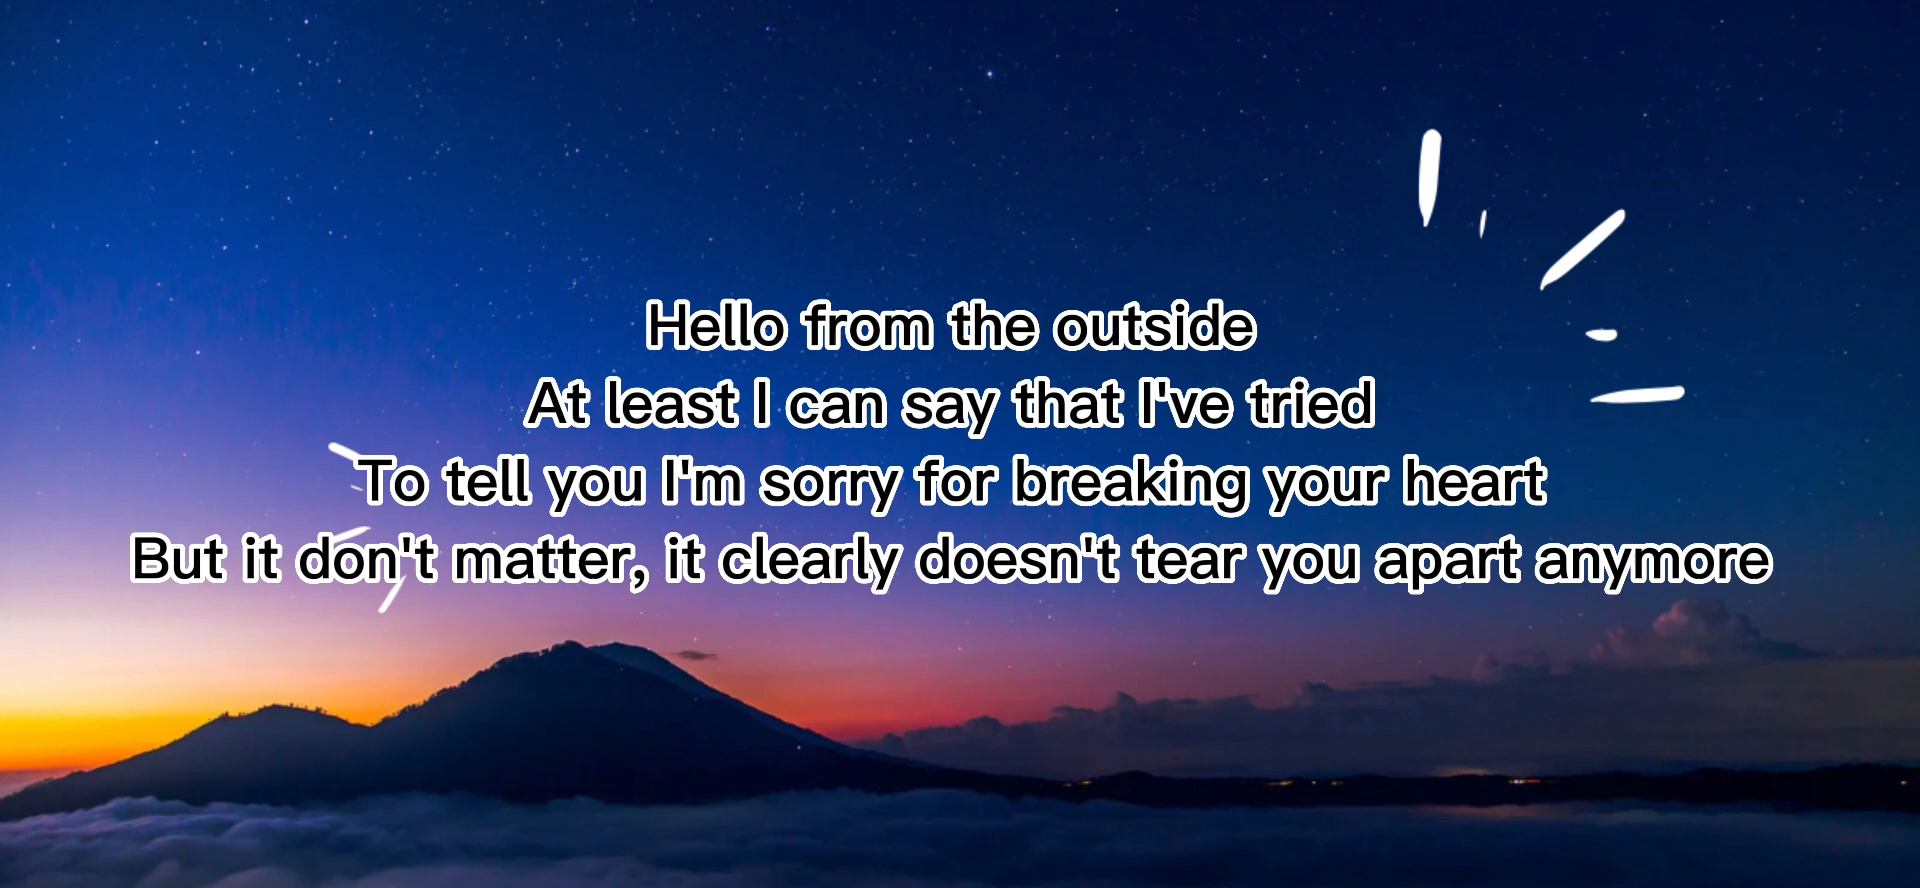 Hello from the outside
At least I can say that I've tried
To tell you I'm sorry for breaking your heart
But it don't matter, it clearly doesn't tear you apart anymore